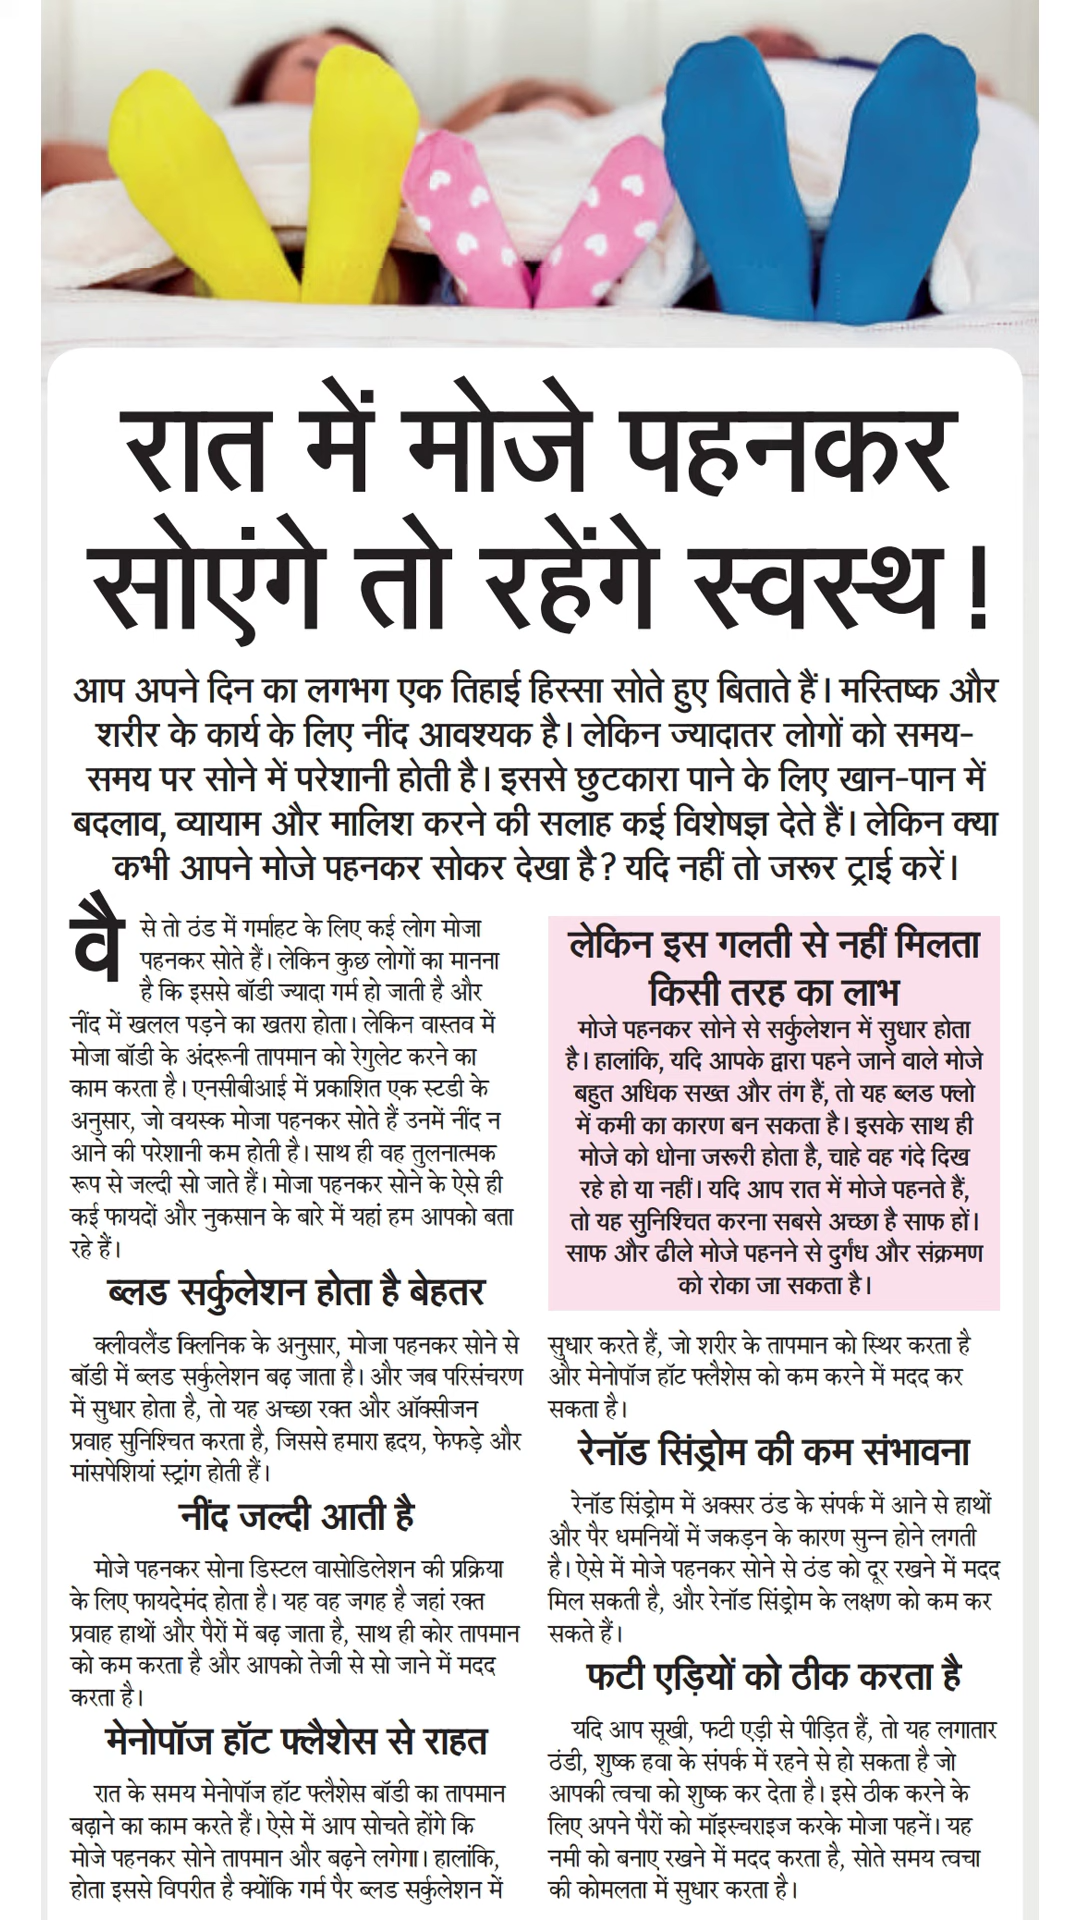 रात में मोजे पहनकर
सोएंगे तो रहेंगे स्वस्थ !
आप अपने दिन का लगभग एक तिहाई हिस्सा सोते हुए बिताते हैं। मस्तिष्क और
शरीर के कार्य के लिए नींद आवश्यक है। लेकिन ज्यादातर लोगों को समय-
समय पर सोने में परेशानी होती है। इससे छुटकारा पाने के लिए खान-पान में
बदलाव, व्यायाम और मालिश करने की सलाह कई विशेषज्ञ देते हैं। लेकिन क्या
कभी आपने मोजे पहनकर सोकर देखा है? यदि नहीं तो जरूर ट्राई करें।
वैसे तो ठंड में गर्माहट के लिए कई लोग मोजा
पहनकर सोते हैं। लेकिन कुछ लोगों का मानना
है कि इससे बॉडी ज्यादा गर्म हो जाती है और
नींद में खलल पड़ने का खतरा होता। लेकिन वास्तव में
मोजा बॉडी के अंदरूनी तापमान को रेगुलेट करने का
काम करता है। एनसीबीआई में प्रकाशित एक स्टडी के
अनुसार, जो वयस्क मोजा पहनकर सोते हैं उनमें नींद न
आने की परेशानी कम होती है। साथ ही वह तुलनात्मक
रूप से जल्दी सो जाते हैं। मोजा पहनकर सोने के ऐसे ही
कई फायदों और नुकसान के बारे में यहां हम आपको बता
रहे हैं।
ब्लड सर्कुलेशन होता है बेहतर
क्लीवलैंड क्लिनिक के अनुसार, मोजा पहनकर सोने से
बॉडी में ब्लड सर्कुलेशन बढ़ जाता है। और जब परिसंचरण
में सुधार होता है, तो यह अच्छा रक्त और ऑक्सीजन
प्रवाह सुनिश्चित करता है, जिससे हमारा हृदय, फेफड़े और
मांसपेशियां स्ट्रांग होती हैं।
नींद जल्दी आती है
मोजे पहनकर सोना डिस्टल वासोडिलेशन की प्रक्रिया
के लिए फायदेमंद होता है। यह वह जगह है जहां रक्त
प्रवाह हाथों और पैरों में बढ़ जाता है, साथ ही कोर तापमान
को कम करता है और आपको तेजी से सो जाने में मदद
करता है।
मेनोपॉज हॉट फ्लैशेस से राहत
रात के समय मेनोपॉज हॉट फ्लैशेस बॉडी का तापमान
बढ़ाने का काम करते हैं। ऐसे में आप सोचते होंगे कि
मोजे पहनकर सोने तापमान और बढ़ने लगेगा। हालांकि,
होता इससे विपरीत है क्योंकि गर्म पैर ब्लड सर्कुलेशन में
लेकिन इस गलती से नहीं मिलता
किसी तरह का लाभ
मोजे पहनकर सोने से सर्कुलेशन में सुधार होता
है। हालांकि, यदि आपके द्वारा पहने जाने वाले मोजे
बहुत अधिक सख्त और तंग हैं, तो यह ब्लड फ्लो
में कमी का कारण बन सकता है। इसके साथ ही
मोजे को धोना जरूरी होता है, चाहे वह गंदे दिख
रहे हो या नहीं। यदि आप रात में मोजे पहनते हैं,
तो यह सुनिश्चित करना सबसे अच्छा है साफ हों।
साफ और ढीले मोजे पहनने से दुर्गंध और संक्रमण
को रोका जा सकता है।
सुधार करते हैं, जो शरीर के तापमान को स्थिर करता है
और मेनोपॉज हॉट फ्लैशेस को कम करने में मदद कर
सकता है।
रेनॉड सिंड्रोम की कम संभावना
रेनॉड सिंड्रोम में अक्सर ठंड के संपर्क में आने से हाथों
और पैर धमनियों में जकड़न के कारण सुन्न होने लगती
है। ऐसे में मोजे पहनकर सोने से ठंड को दूर रखने में मदद
मिल सकती है, और रेनॉड सिंड्रोम के लक्षण को कम कर
सकते हैं।
फटी एड़ियों को ठीक करता है
यदि आप सूखी, फटी एड़ी से पीड़ित हैं, तो यह लगातार
ठंडी, शुष्क हवा के संपर्क में रहने से हो सकता है जो
आपकी त्वचा को शुष्क कर देता है। इसे ठीक करने के
लिए अपने पैरों को मॉइस्चराइज करके मोजा पहनें। यह
नमी को बनाए रखने में मदद करता है, सोते समय त्वचा
की कोमलता में सुधार करता है।